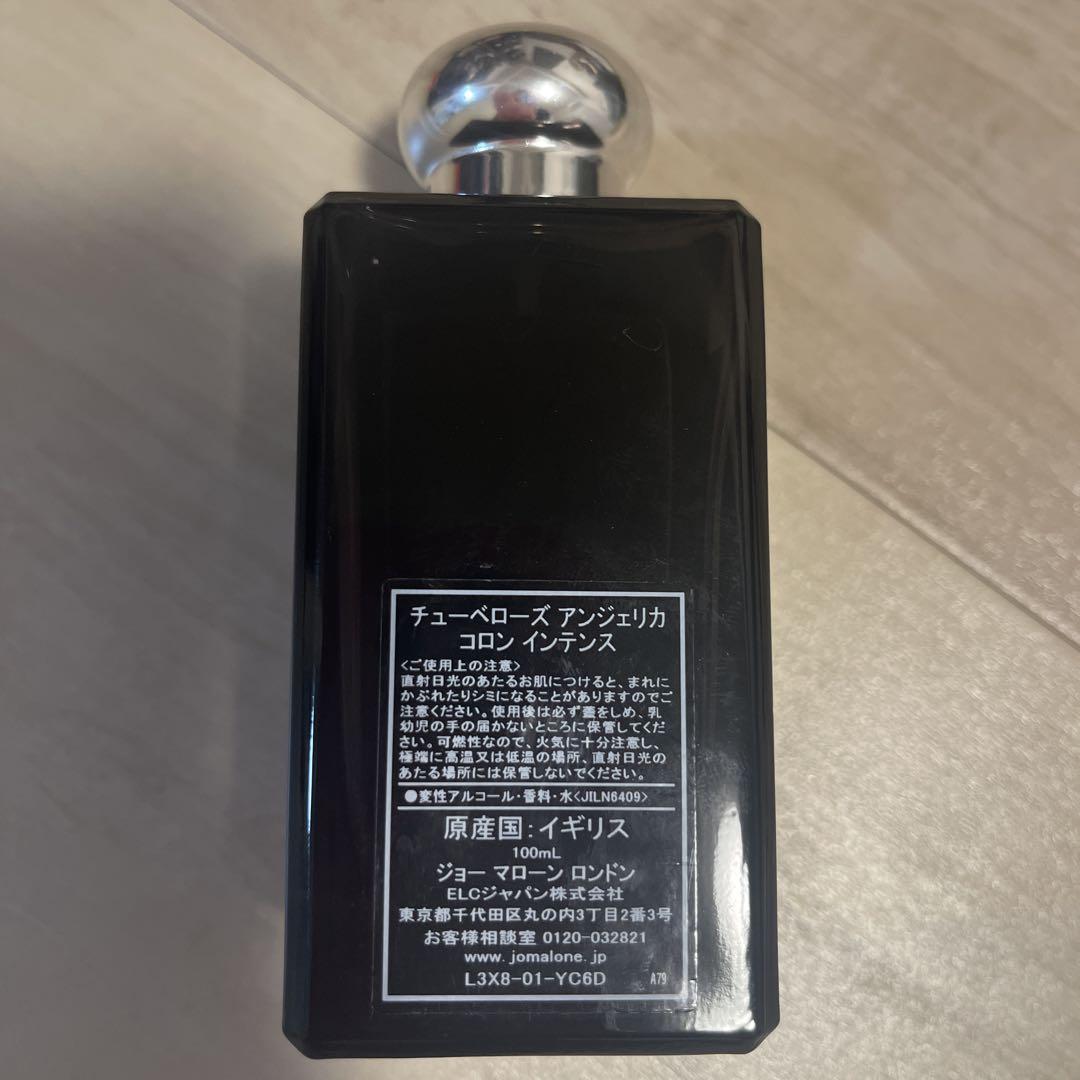 チューベローズ アンジェリカ
コロン インテンス
<ご使用上の注意>
直射日光のあたるお肌につけると、まれに
かぶれたりシミになることがありますのでご
注意ください。使用後は必ず蓋をしめ、乳
幼児の手の届かないところに保管してくだ
さい。可燃性なので、火気に十分注意し、
極端に高温又は低温の場所、直射日光の
あたる場所には保管しないでください。
●変性アルコール・香料・水<JILN6409>
原産国:イギリス
100mL
ジョー マローン ロンドン
ELCジャパン株式会社
東京都千代田区丸の内3丁目2番3号
お客様相談室 0120-032821
www.jomalone.jp
L3X8-01-YC6D A79